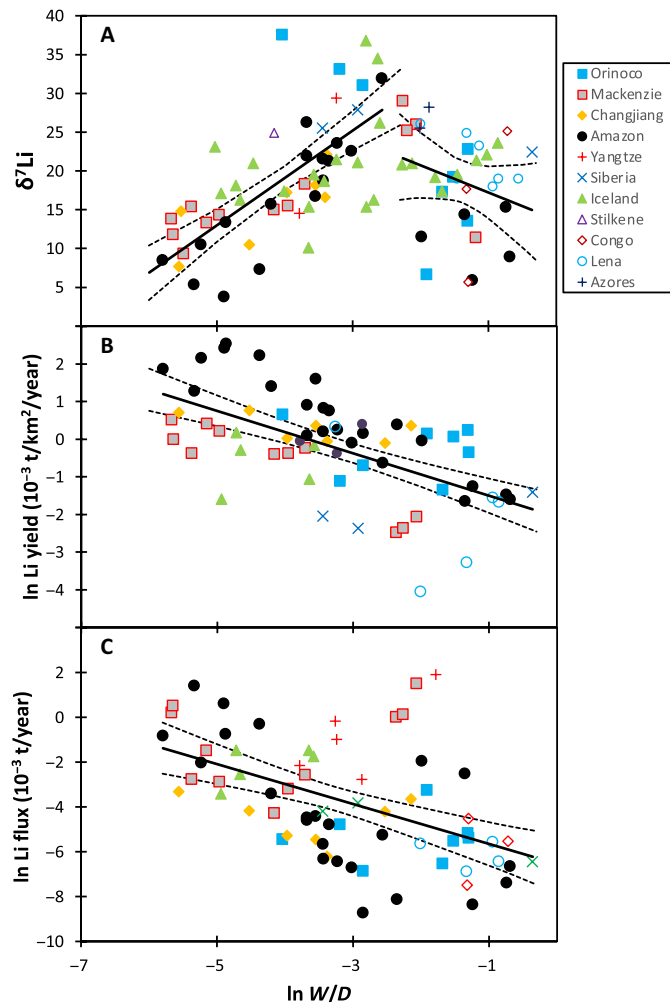 A
δ⁷Li
40
35
30
25
20
15
10
5
Orinoco
Mackenzie
Changjiang
Amazon
Yangtze
Siberia
Iceland
Stilkene
Congo
Lena
Azores
B
ln Li yield (10⁻³ t/km²/year)
2
1
0
−1
−2
−3
−4
C
ln Li flux (10⁻³ t/year)
2
0
−2
−4
−6
−8
−10
−7 −5 −3 −1
ln W/D